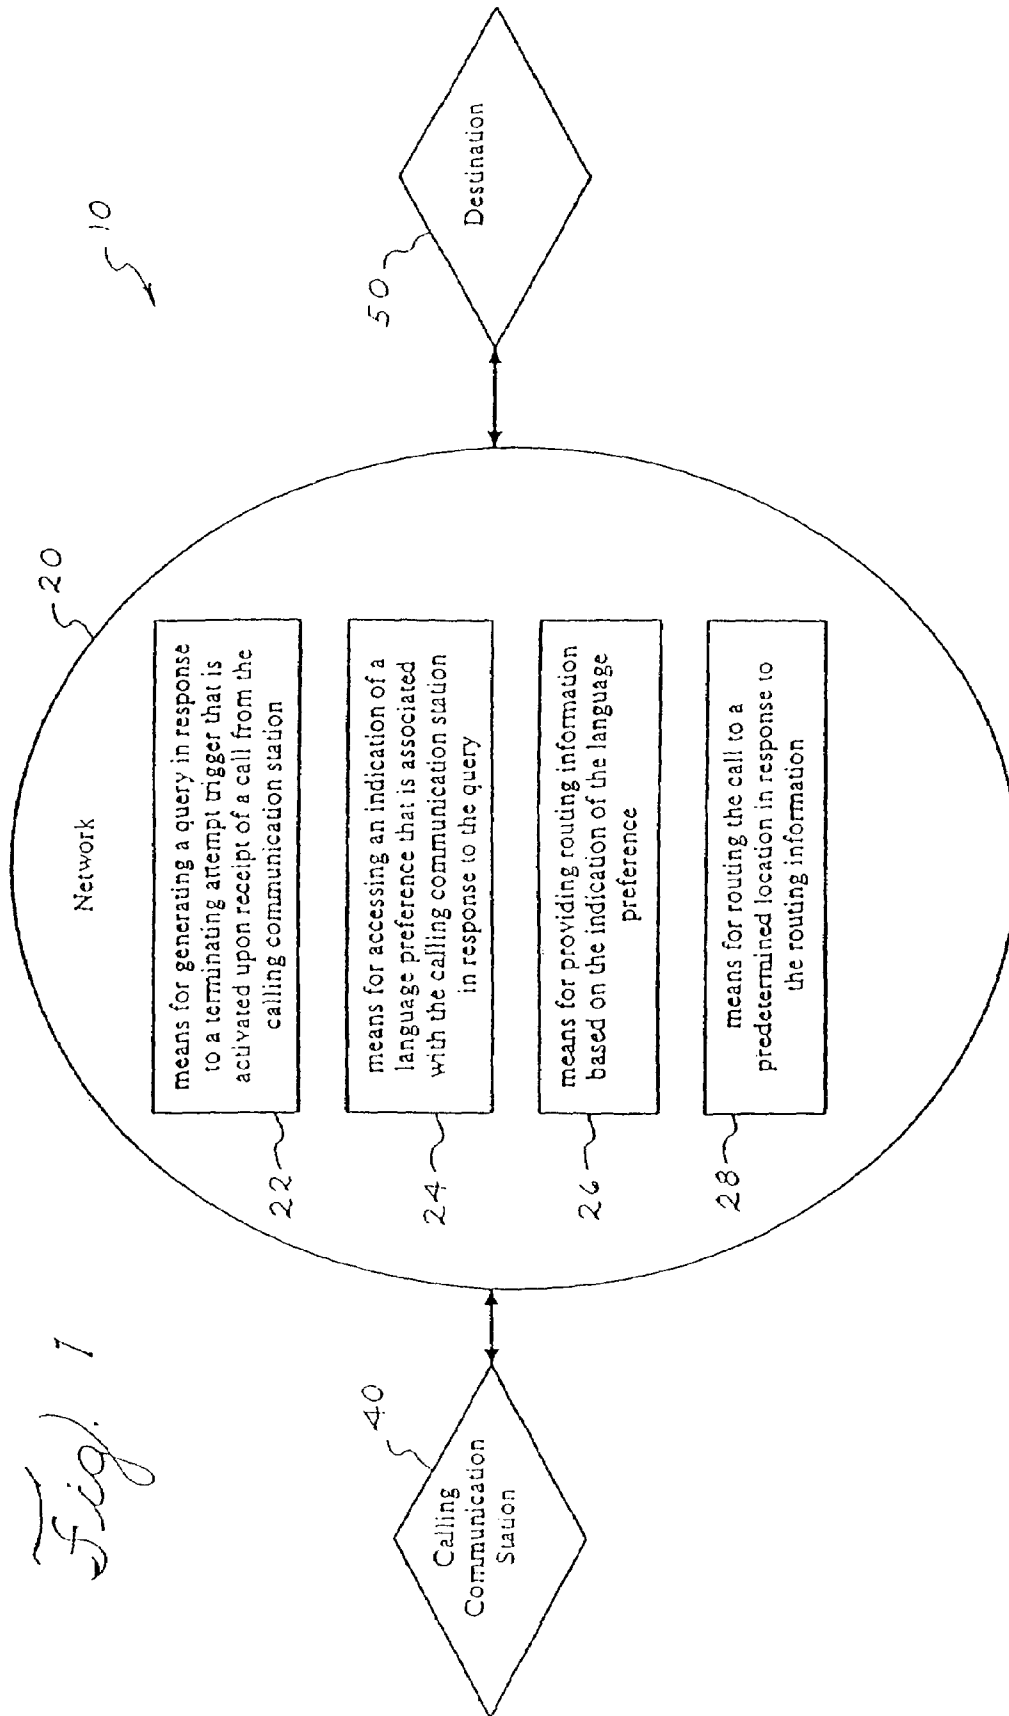 Fig. 1
10
20
Network
22
means for generating a query in response
to a terminating attempt trigger that is
activated upon receipt of a call from the
calling communication station
24
means for accessing an indication of a
language preference that is associated
with the calling communication station
in response to the query
26
means for providing routing information
based on the indication of the language
preference
28
means for routing the call to a
predetermined location in response to
the routing information
40
Calling
Communication
Station
50
Destination